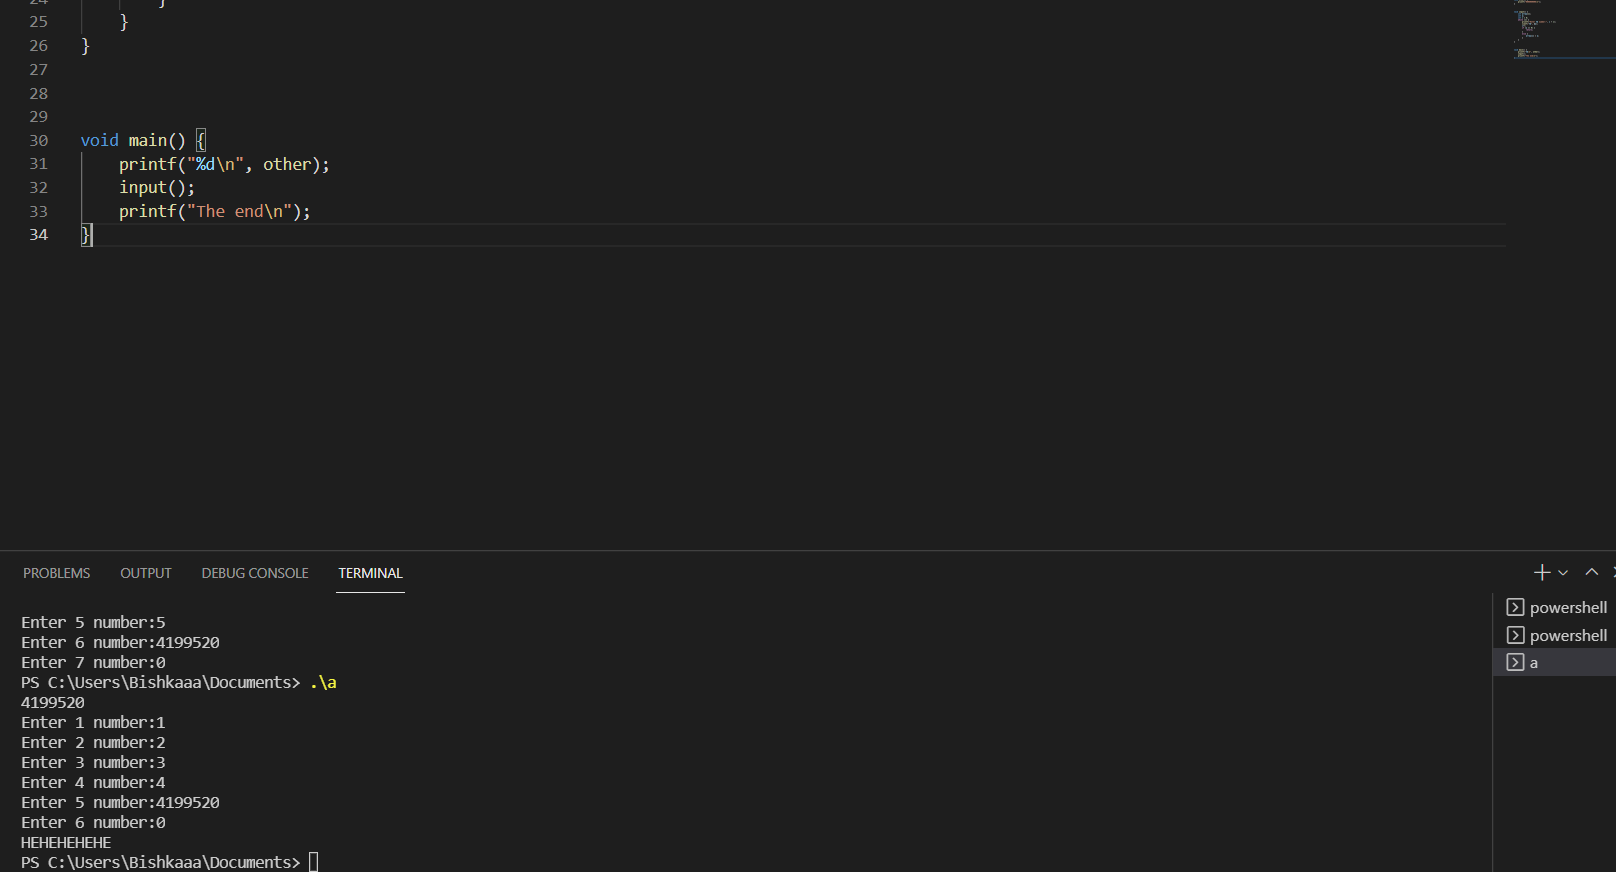 24 }
25 }
26 }
27
28
29
30 void main() {
31 printf("%d\n", other);
32 input();
33 printf("The end\n");
34 }
PROBLEMS OUTPUT DEBUG CONSOLE TERMINAL
Enter 5 number:5
Enter 6 number:4199520
Enter 7 number:0
PS C:\Users\Bishkaaa\Documents> .\a
4199520
Enter 1 number:1
Enter 2 number:2
Enter 3 number:3
Enter 4 number:4
Enter 5 number:4199520
Enter 6 number:0
HEHEHEHEHE
PS C:\Users\Bishkaaa\Documents>
powershell
powershell
a